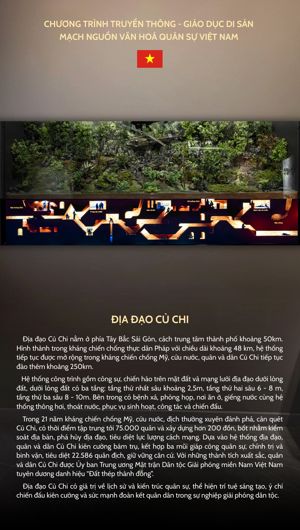 CHƯƠNG TRÌNH TRUYỀN THÔNG - GIÁO DỤC DI SẢN
MẠCH NGUỒN VĂN HOÁ QUÂN SỰ VIỆT NAM
ĐỊA ĐẠO CỦ CHI
Địa đạo Củ Chi nằm ở phía Tây Bắc Sài Gòn, cách trung tâm thành phố khoảng 50km.
Hình thành trong kháng chiến chống thực dân Pháp với chiều dài khoảng 48 km, hệ thống
tiếp tục được mở rộng trong kháng chiến chống Mỹ, cứu nước, quân và dân Củ Chi tiếp tục
đào thêm khoảng 250km.
Hệ thống công trình gồm công sự, chiến hào trên mặt đất và mạng lưới địa đạo dưới lòng
đất, dưới lòng đất có ba tầng: tầng thứ nhất sâu khoảng 2,5m, tầng thứ hai sâu 6 - 8 m,
tầng thứ ba sâu 8 - 10m. Bên trong có bệnh xá, phòng họp, nơi ăn ở, giếng nước cùng hệ
thống thông hơi, thoát nước, phục vụ sinh hoạt, công tác và chiến đấu.
Trong 21 năm kháng chiến chống Mỹ, cứu nước, địch thường xuyên đánh phá, càn quét
Củ Chi, có thời điểm tập trung tới 75.000 quân và xây dựng hơn 200 đồn, bốt nhằm kiểm
soát địa bàn, phá hủy địa đạo, tiêu diệt lực lượng cách mạng. Dựa vào hệ thống địa đạo,
quân và dân Củ Chi kiên cường bám trụ, kết hợp ba mũi giáp công quân sự, chính trị và
binh vận, tiêu diệt 22.586 quân địch, giữ vững căn cứ. Với những thành tích xuất sắc, quân
và dân Củ Chi được Ủy ban Trung ương Mặt trận Dân tộc Giải phóng miền Nam Việt Nam
tuyên dương danh hiệu “Đất thép thành đồng”.
Địa đạo Củ Chi có giá trị về lịch sử và kiến trúc quân sự, thể hiện trí tuệ sáng tạo, ý chí
chiến đấu kiên cường và sức mạnh đoàn kết quân dân trong sự nghiệp giải phóng dân tộc.